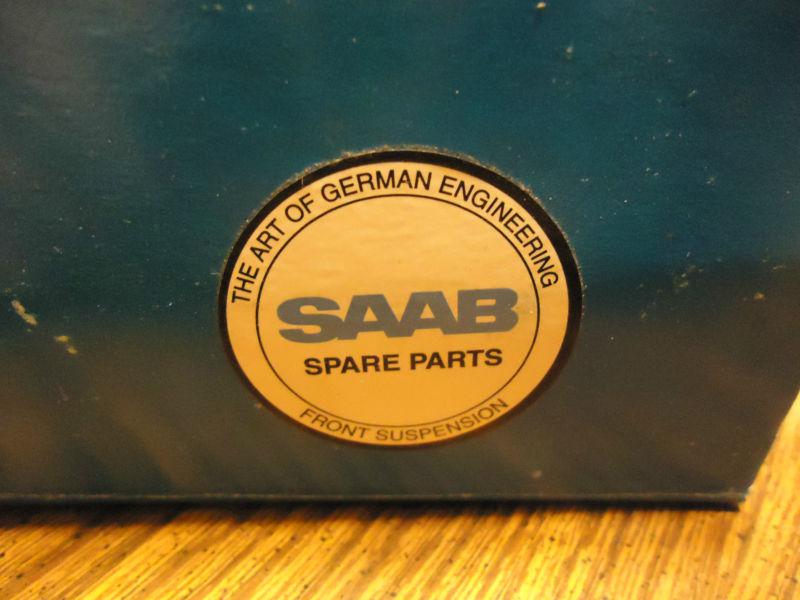 THE ART OF GERMAN ENGINEERING
SAAB
SPARE PARTS
FRONT SUSPENSION